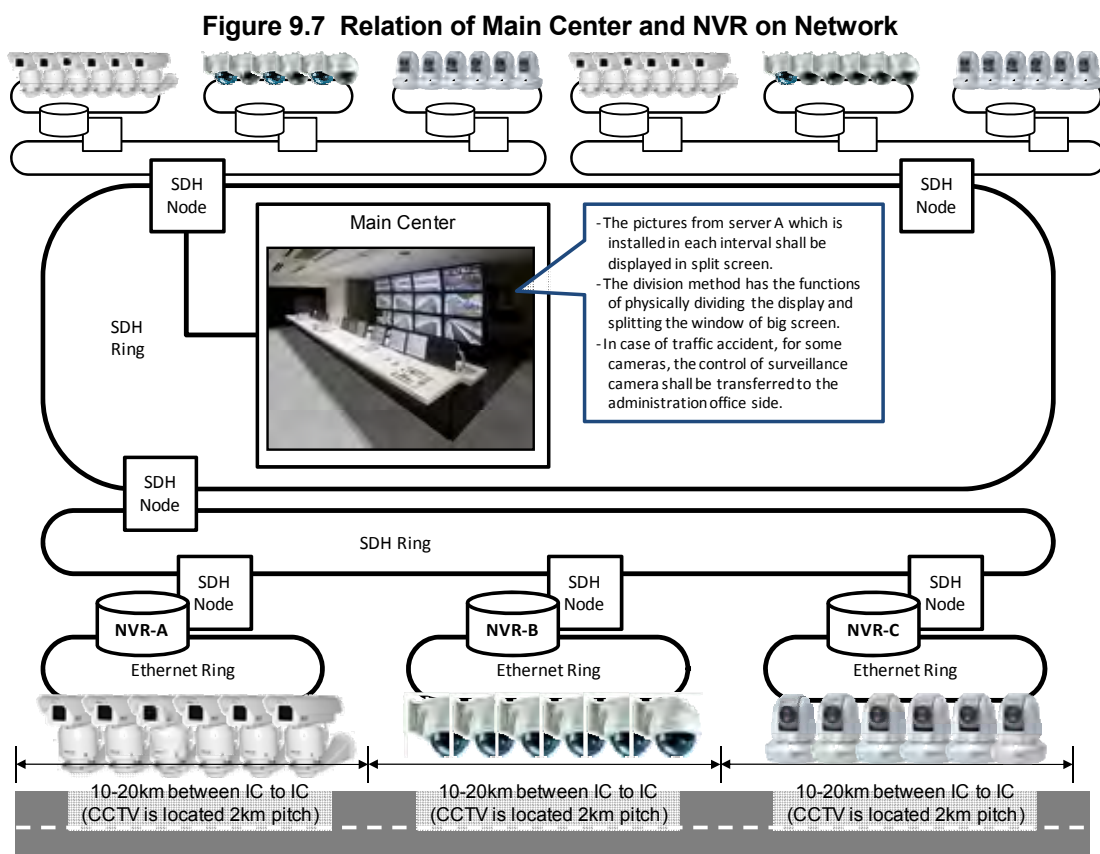 Figure 9.7 Relation of Main Center and NVR on Network
SDH
Node
SDH
Node
Main Center
- The pictures from server A which is
installed in each interval shall be
displayed in split screen.
- The division method has the functions
of physically dividing the display and
splitting the window of big screen.
- In case of traffic accident, for some
cameras, the control of surveillance
camera shall be transferred to the
administration office side.
SDH
Ring
SDH
Node
SDH Ring
SDH
Node
SDH
Node
SDH
Node
NVR-A
NVR-B
NVR-C
Ethernet Ring
Ethernet Ring
Ethernet Ring
10-20km between IC to IC
(CCTV is located 2km pitch)
10-20km between IC to IC
(CCTV is located 2km pitch)
10-20km between IC to IC
(CCTV is located 2km pitch)